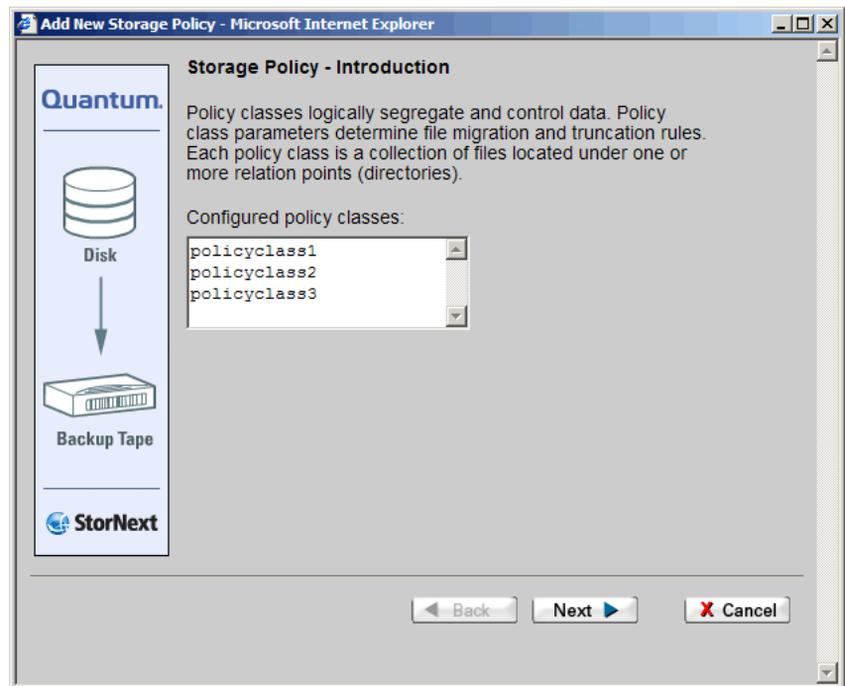 Add New Storage Policy - Microsoft Internet Explorer
Quantum.
Disk
Backup Tape
StorNext
Storage Policy - Introduction
Policy classes logically segregate and control data. Policy
class parameters determine file migration and truncation rules.
Each policy class is a collection of files located under one or
more relation points (directories).
Configured policy classes:
policyclass1
policyclass2
policyclass3
Back
Next
Cancel